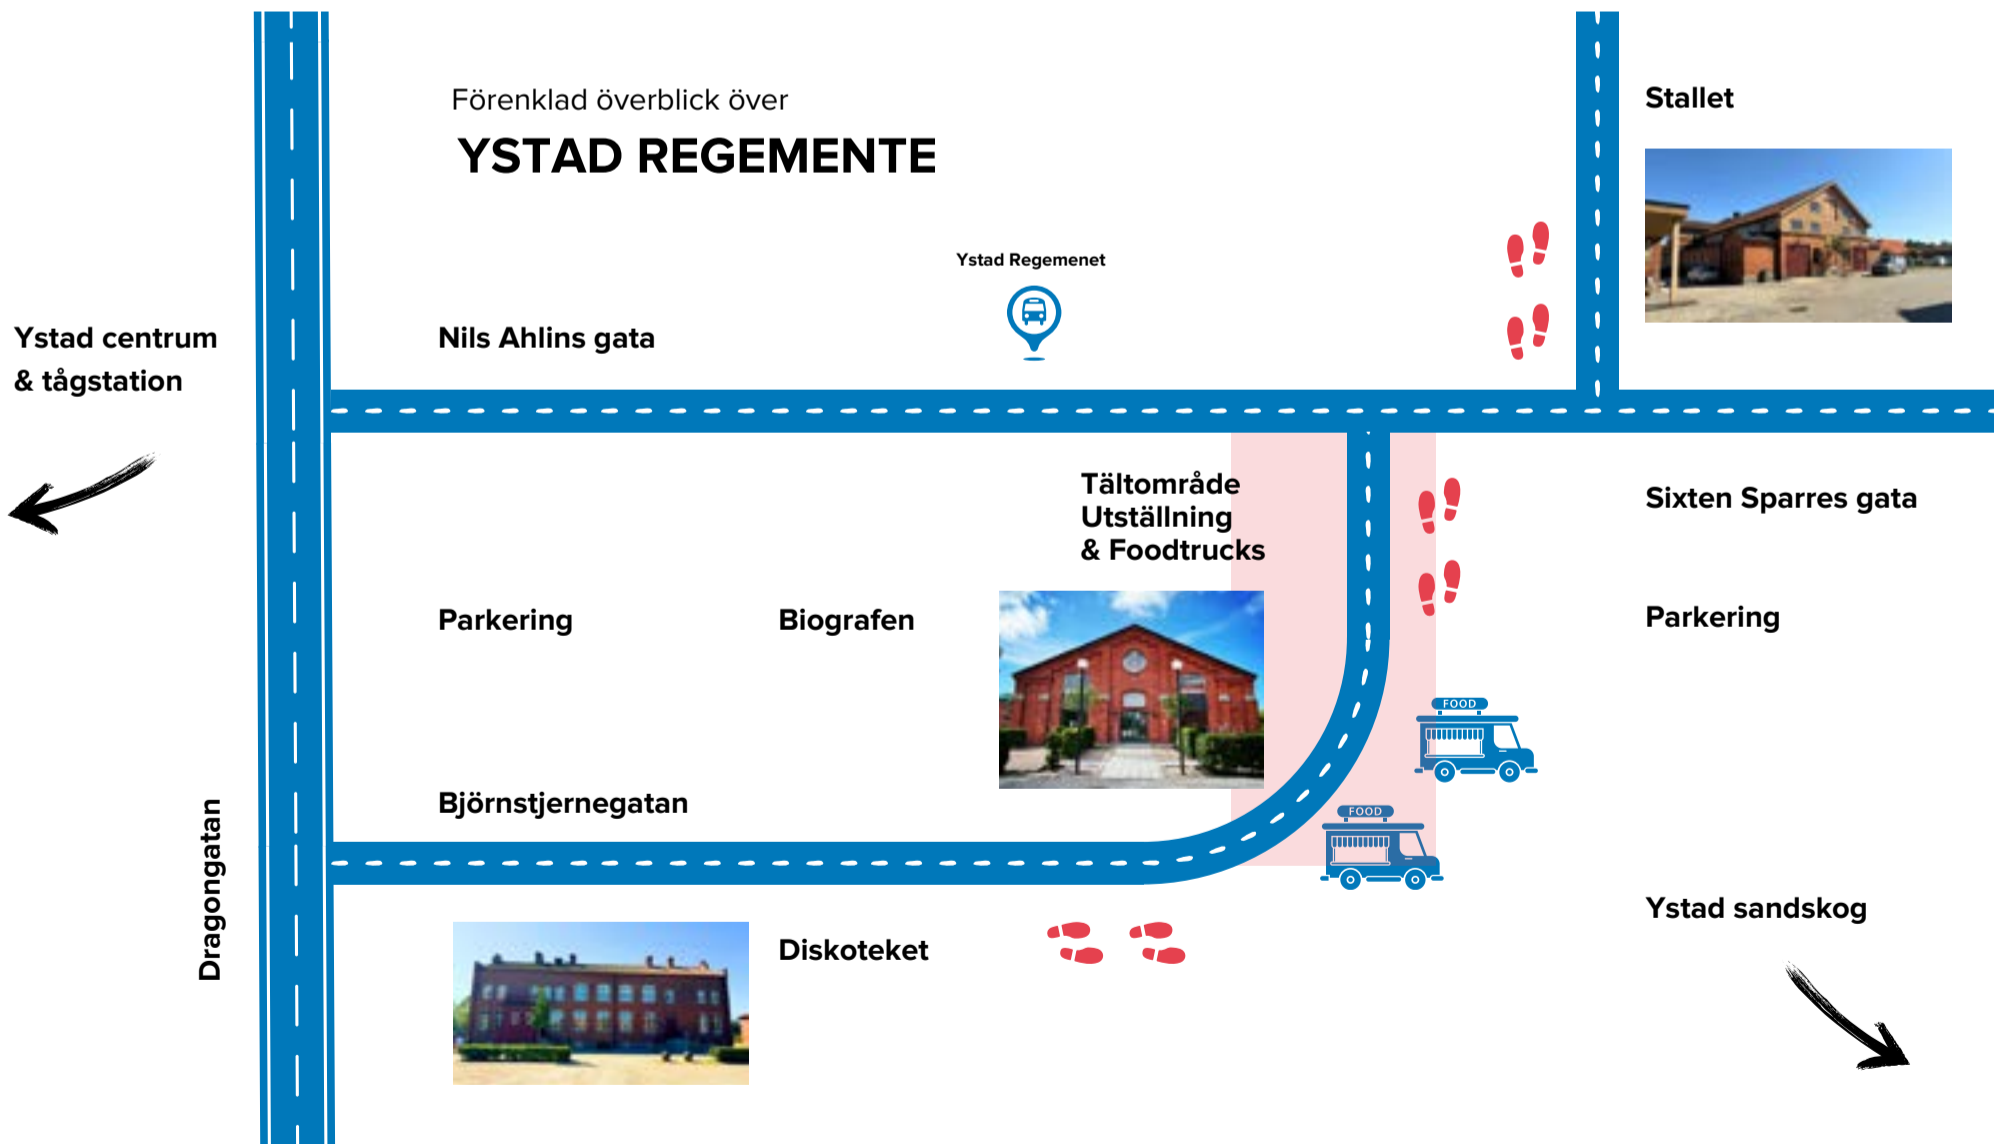 Förenklad överblick över
YSTAD REGEMENTE
Stallet
Ystad Regemenet
Ystad centrum
& tågstation
Nils Ahlins gata
Tältområde
Utställning
& Foodtrucks
Sixten Sparres gata
Parkering
Biografen
Parkering
FOOD
Björnstjernegatan
FOOD
Dragongatan
Ystad sandskog
Diskoteket